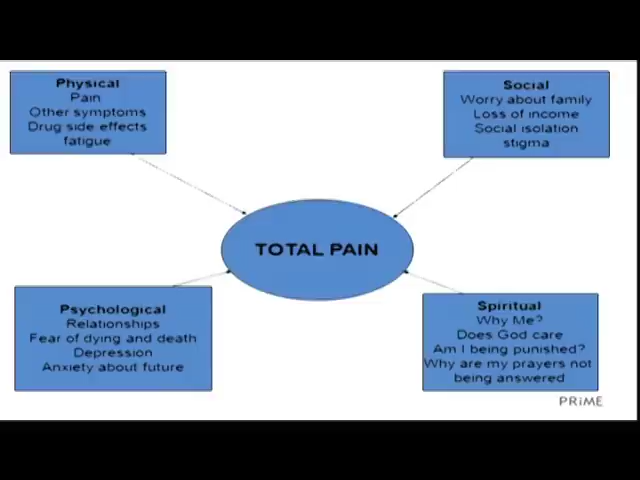 Physical
Pain
Other symptoms
Drug side effects
fatigue
Social
Worry about family
Loss of income
Social isolation
stigma
TOTAL PAIN
Psychological
Relationships
Fear of dying and death
Depression
Anxiety about future
Spiritual
Why Me?
Does God care
Am I being punished?
Why are my prayers not
being answered
PRiME